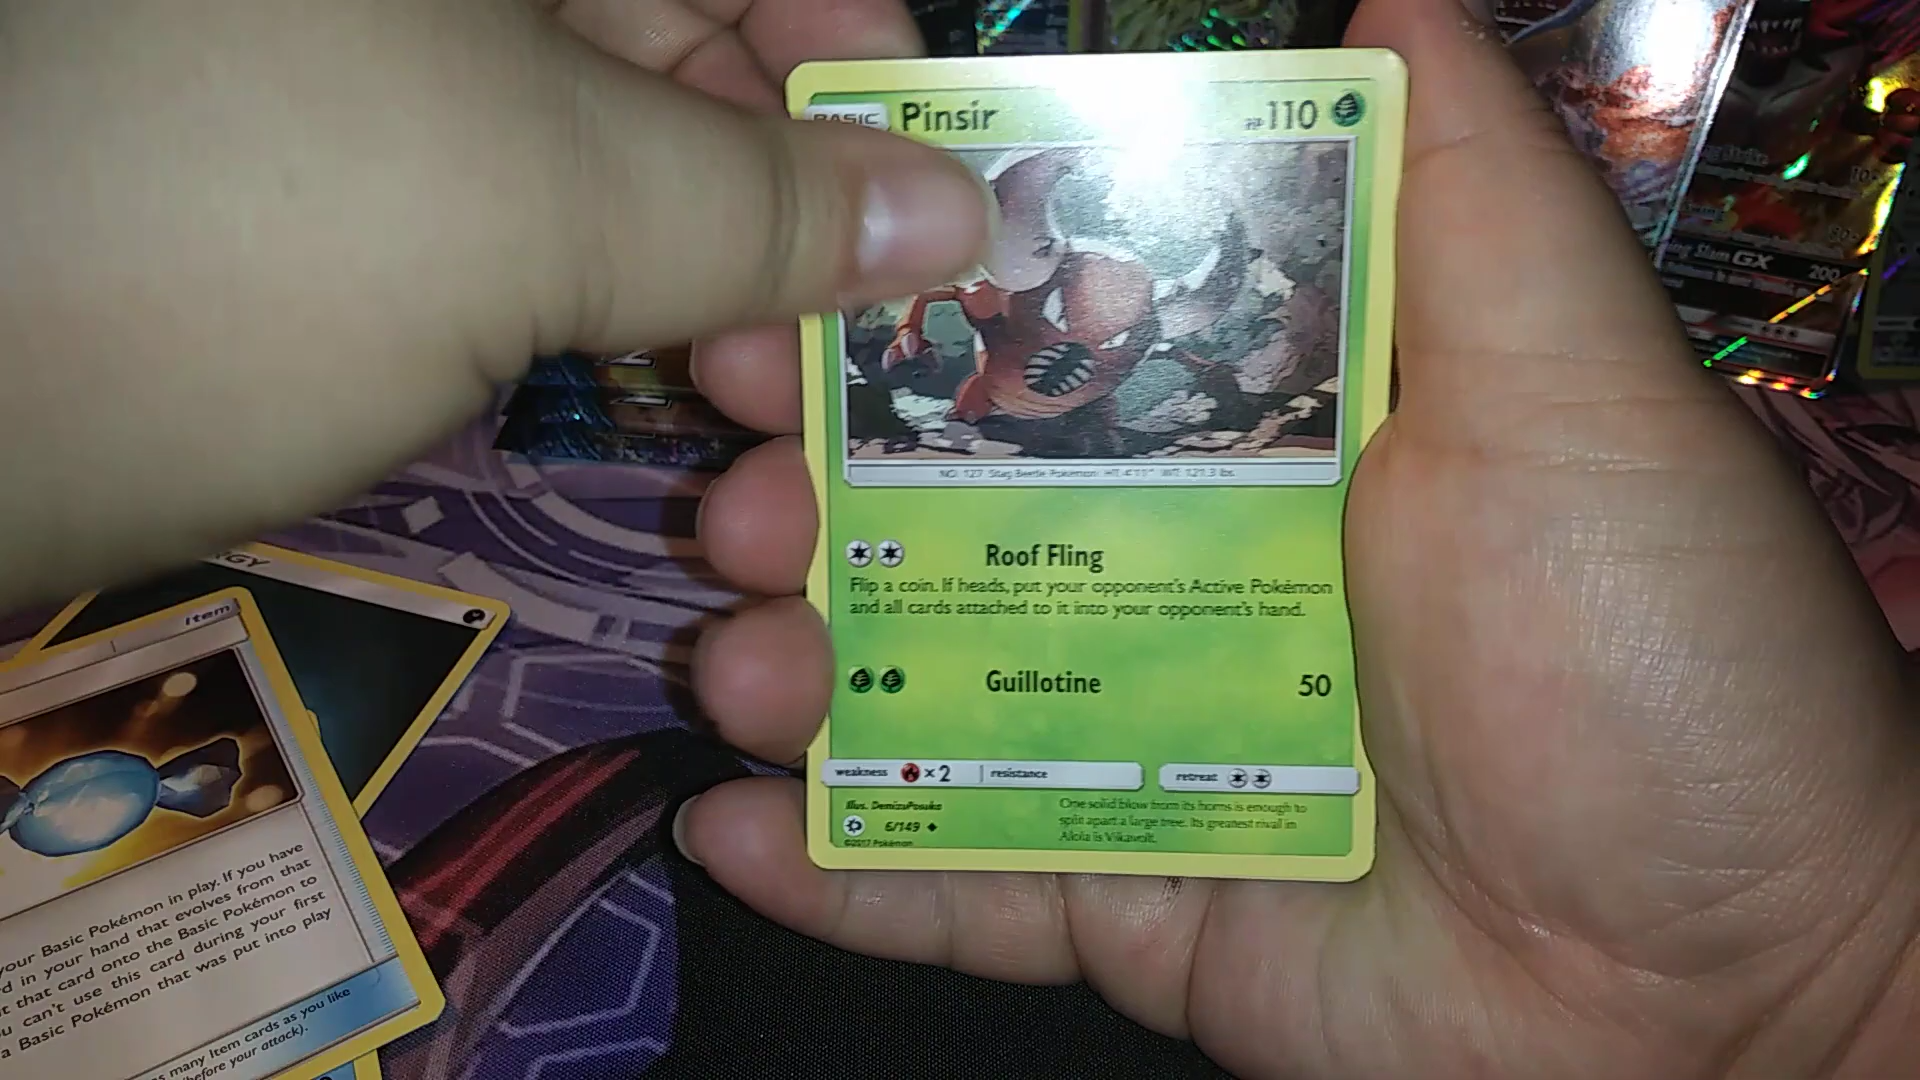 BASIC Pinsir HP 110
NO. 127 Stag Beetle Pokémon HT: 4'11" WT: 121.3 lbs.
Roof Fling
Flip a coin. If heads, put your opponent's Active Pokémon
and all cards attached to it into your opponent's hand.
Guillotine 50
weakness ×2 resistance retreat
Illus. DemizuPosuka
6/149
©2017 Pokémon
One solid blow from its horns is enough to
split apart a large tree. Its greatest rival in
Alola is Vikavolt.
Item
your Basic Pokémon in play. If you have
in your hand that evolves from that
that card onto the Basic Pokémon to
can't use this card during your first
a Basic Pokémon that was put into play
many Item cards as you like
(before your attack).
Strike
Slam GX 200